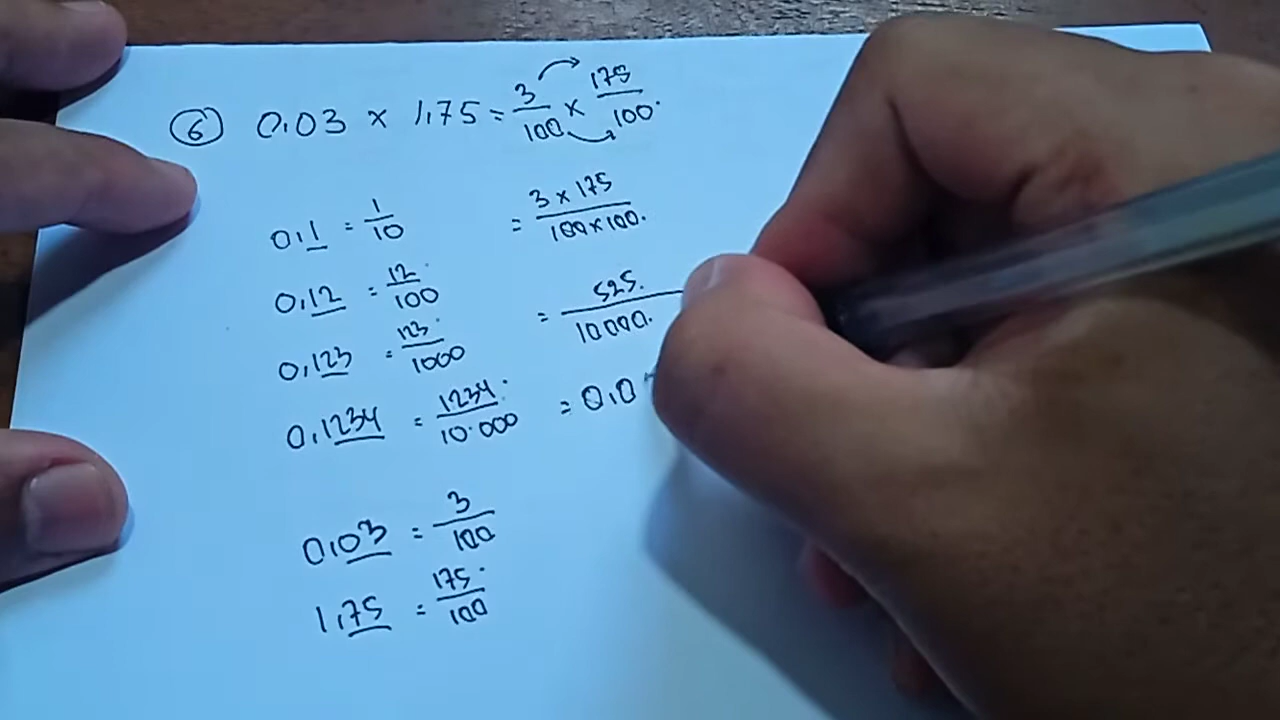 6 0,03 × 1,75 = 3/100 × 175/100
0,1 = 1/10
= 3 × 175 / 100 × 100
0,12 = 12/100
0,123 = 123/1000
= 525/10000
0,1234 = 1234/10.000
= 0,0
0,03 = 3/100
1,75 = 175/100